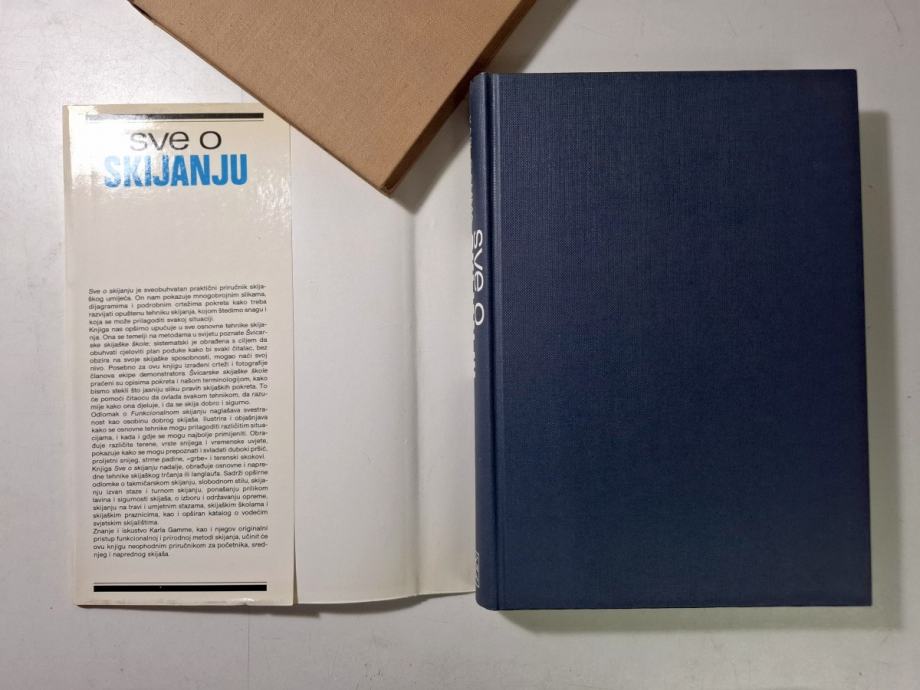 sve o
SKIJANJU
Sve o skijanju je sveobuhvatan praktični priručnik skija-
škog umijeća. On nam pokazuje mnogobrojnim slikama,
dijagramima i podrobnim crtežima pokreta kako treba
razvijati opuštenu tehniku skijanja, kojom štedimo snagu i
koja se može prilagoditi svakoj situaciji.
Knjiga nas opširno upućuje u sve osnovne tehnike skija-
nja. Ona se temelji na metodama u svijetu poznate Švicar-
ske skijaške škole, sistematski je obrađena s ciljem da
obuhvati cjeloviti plan poduke kako bi svaki čitalac, bez
obzira na svoje skijaške sposobnosti, mogao naći svoj
nivo. Posebno za ovu knjigu izrađeni crteži i fotografije
članova ekipe demonstratora Švicarske skijaške škole
praćeni su opisima pokreta i našom terminologijom, kako
bismo stekli što jasniju sliku pravih skijaških pokreta. To
će pomoći čitaocu da ovlada svakom tehnikom, da razu-
mije kako ona djeluje, i da se skija dobro i sigurno.
Odlomak o Funkcionalnom skijanju naglašava svestra-
nost kao osobinu dobrog skijaša, ilustrira i objašnjava
kako se osnovne tehnike mogu prilagoditi različitim situa-
cijama, i kada i gdje se mogu najbolje primijeniti. Obra-
đuje različite terene, vrste snijega i vremenske uvjete,
pokazuje kako se mogu prepoznati i svladati duboki pršić,
proljetni snijeg, strme padine, »grbe« i terenski skokovi.
Knjiga Sve o skijanju nadalje, obrađuje osnovne i napre-
dne tehnike skijaškog trčanja ili langlaufa. Sadrži opširne
odlomke o takmičarskom skijanju, slobodnom stilu, skija-
nju izvan staze i turnom skijanju, ponašanju prilikom
lavina i sigurnosti skijaša, o izboru i održavanju opreme,
skijanju na travi i umjetnim stazama, skijaškim školama i
skijaškim praznicima, kao i opširan katalog o vodećim
svjetskim skijalištima.
Znanje i iskustvo Karla Gamme, kao i njegov originalni
pristup funkcionalnoj i prirodnoj metodi skijanja, učinit će
ovu knjigu neophodnim priručnikom za početnika, sred-
njeg i naprednog skijaša.
sve o